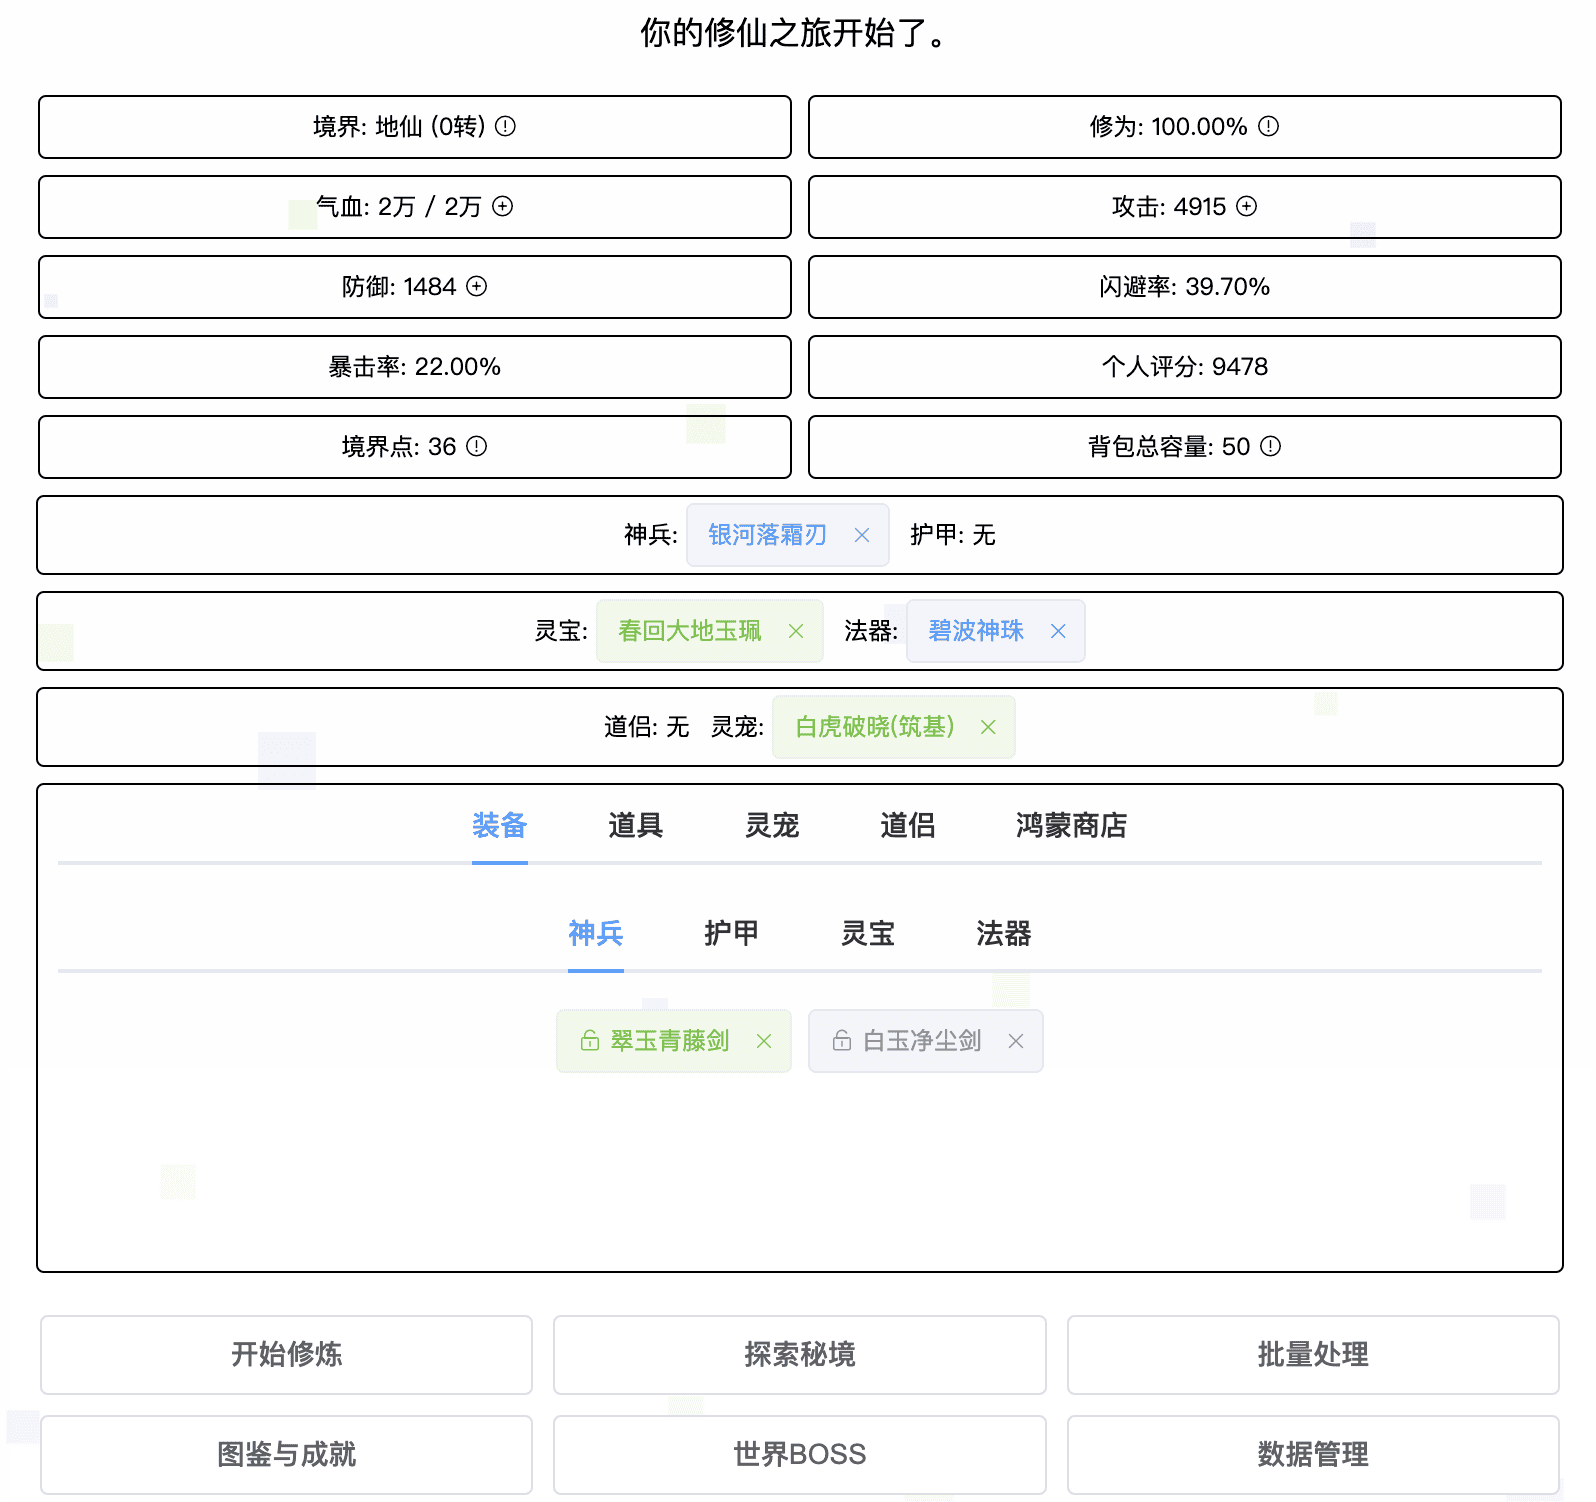 你的修仙之旅开始了。
境界: 地仙 (0转)
修为: 100.00%
气血: 2万 / 2万
攻击: 4915
防御: 1484
闪避率: 39.70%
暴击率: 22.00%
个人评分: 9478
境界点: 36
背包总容量: 50
神兵: 银河落霜刃 护甲: 无
灵宝: 春回大地玉珮 法器: 碧波神珠
道侣: 无 灵宠: 白虎破晓(筑基)
装备 道具 灵宠 道侣 鸿蒙商店
神兵 护甲 灵宝 法器
翠玉青藤剑 白玉净尘剑
开始修炼 探索秘境 批量处理
图鉴与成就 世界BOSS 数据管理